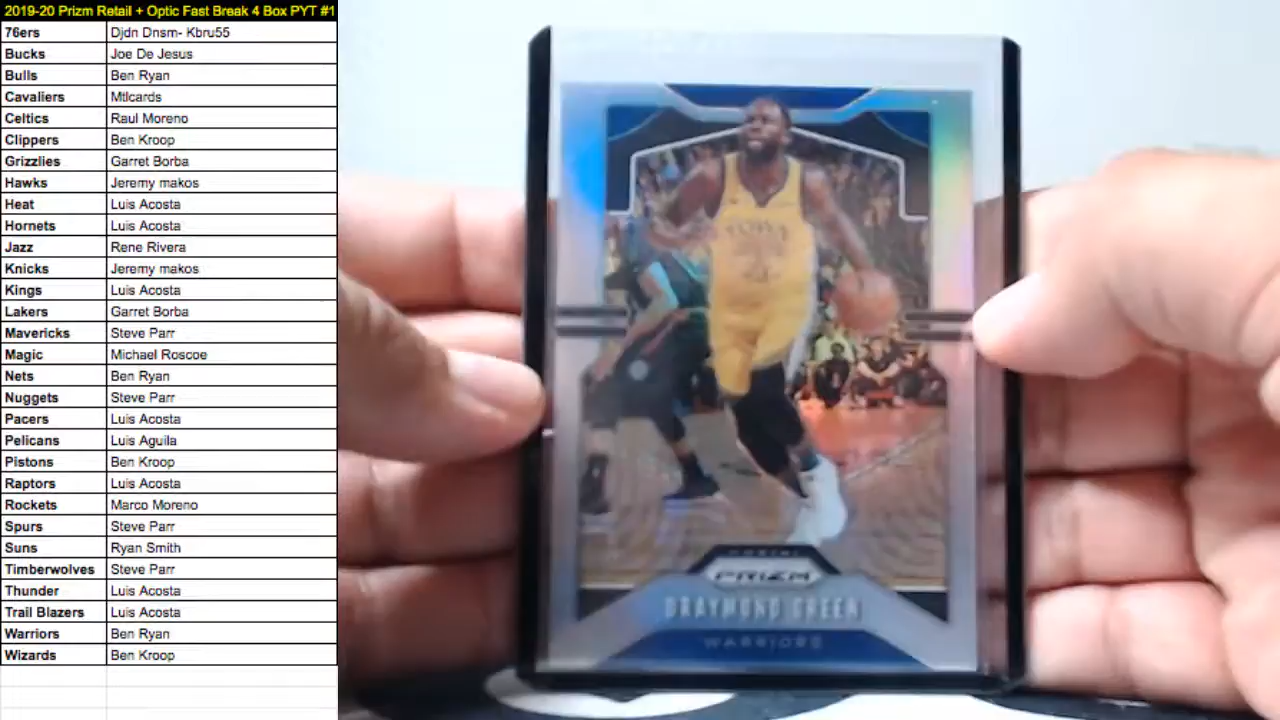 2019-20 Prizm Retail + Optic Fast Break 4 Box PYT #1
76ers Djdn Dnsm- Kbru55
Bucks Joe De Jesus
Bulls Ben Ryan
Cavaliers Mtlcards
Celtics Raul Moreno
Clippers Ben Kroop
Grizzlies Garret Borba
Hawks Jeremy makos
Heat Luis Acosta
Hornets Luis Acosta
Jazz Rene Rivera
Knicks Jeremy makos
Kings Luis Acosta
Lakers Garret Borba
Mavericks Steve Parr
Magic Michael Roscoe
Nets Ben Ryan
Nuggets Steve Parr
Pacers Luis Acosta
Pelicans Luis Aguila
Pistons Ben Kroop
Raptors Luis Acosta
Rockets Marco Moreno
Spurs Steve Parr
Suns Ryan Smith
Timberwolves Steve Parr
Thunder Luis Acosta
Trail Blazers Luis Acosta
Warriors Ben Ryan
Wizards Ben Kroop
PANINI
PRIZM
DRAYMOND GREEN
WARRIORS